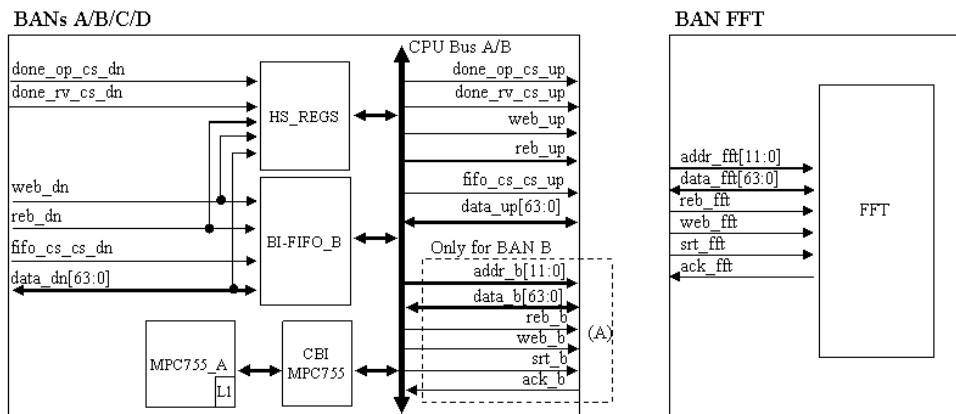 BANs A/B/C/D
CPU Bus A/B
done_op_cs_dn
done_rv_cs_dn
HS_REGS
done_op_cs_up
done_rv_cs_up
web_up
reb_up
web_dn
reb_dn
fifo_cs_cs_dn
data_dn[63:0]
BI-FIFO_B
fifo_cs_cs_up
data_up[63:0]
Only for BAN B
addr_b[11:0]
data_b[63:0]
reb_b
web_b
srt_b
ack_b
(A)
MPC755_A
L1
CBI
MPC755
BAN FFT
addr_fft[11:0]
data_fft[63:0]
reb_fft
web_fft
srt_fft
ack_fft
FFT